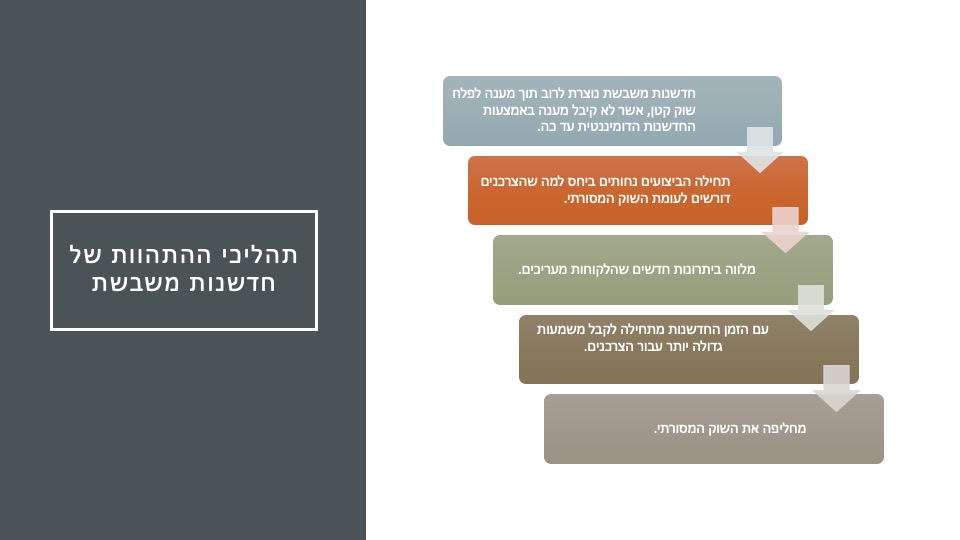 תהליכי ההתהוות של
חדשנות משבשת
חדשנות משבשת נוצרת לרוב תוך מענה לפלח
שוק קטן, אשר לא קיבל מענה באמצעות
החדשנות הדומיננטית עד כה.
תחילה הביצועים נחותים ביחס למה שהצרכנים
דורשים לעומת השוק המסורתי.
מלווה ביתרונות חדשים שהלקוחות מעריכים.
עם הזמן החדשנות מתחילה לקבל משמעות
גדולה יותר עבור הצרכנים.
מחליפה את השוק המסורתי.